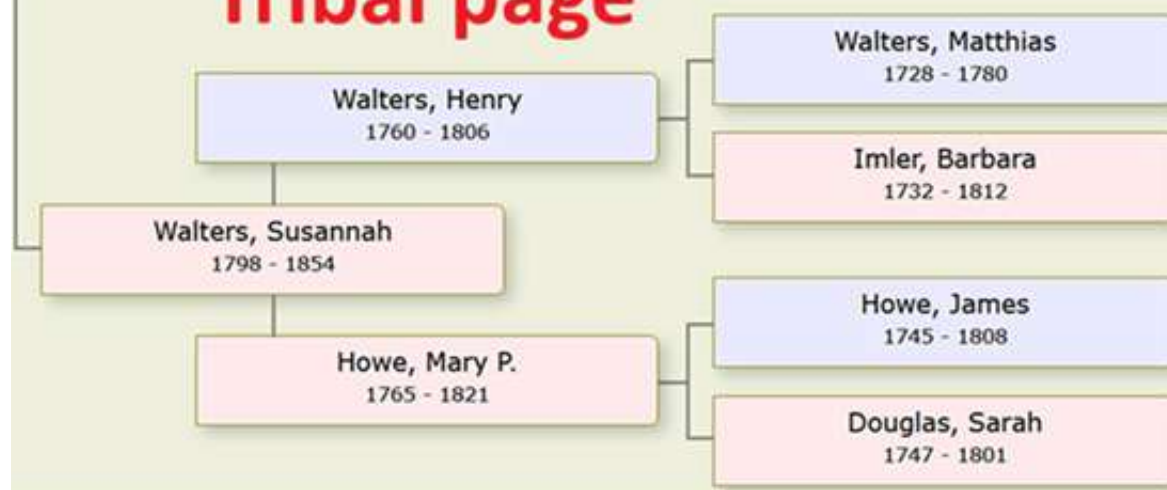 Tribal page
Walters, Matthias
1728 - 1780
Walters, Henry
1760 - 1806
Imler, Barbara
1732 - 1812
Walters, Susannah
1798 - 1854
Howe, James
1745 - 1808
Howe, Mary P.
1765 - 1821
Douglas, Sarah
1747 - 1801